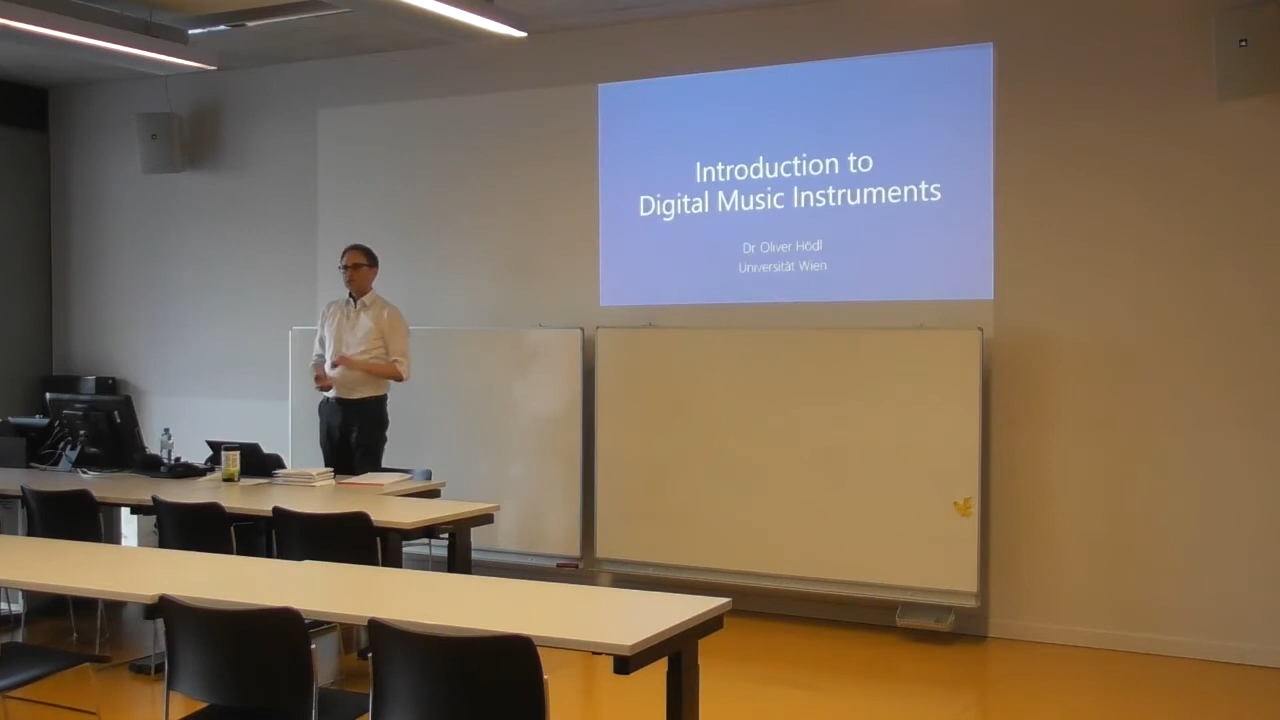 Introduction to
Digital Music Instruments
Dr Oliver Hödl
Universität Wien